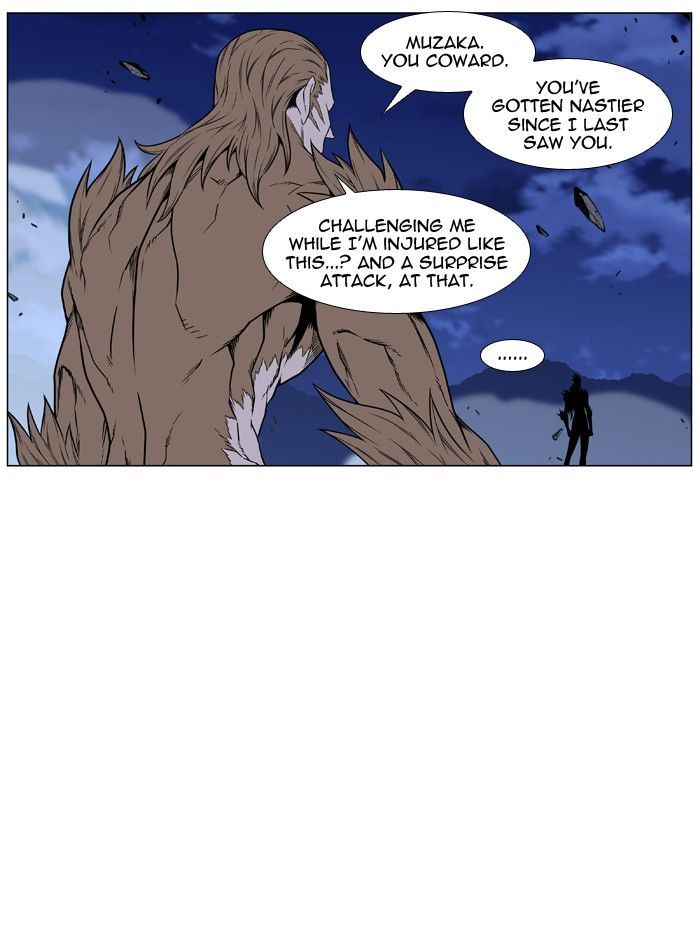 MUZAKA.
YOU COWARD.
YOU'VE
GOTTEN NASTIER
SINCE I LAST
SAW YOU.
CHALLENGING ME
WHILE I'M INJURED LIKE
THIS...? AND A SURPRISE
ATTACK, AT THAT.
......